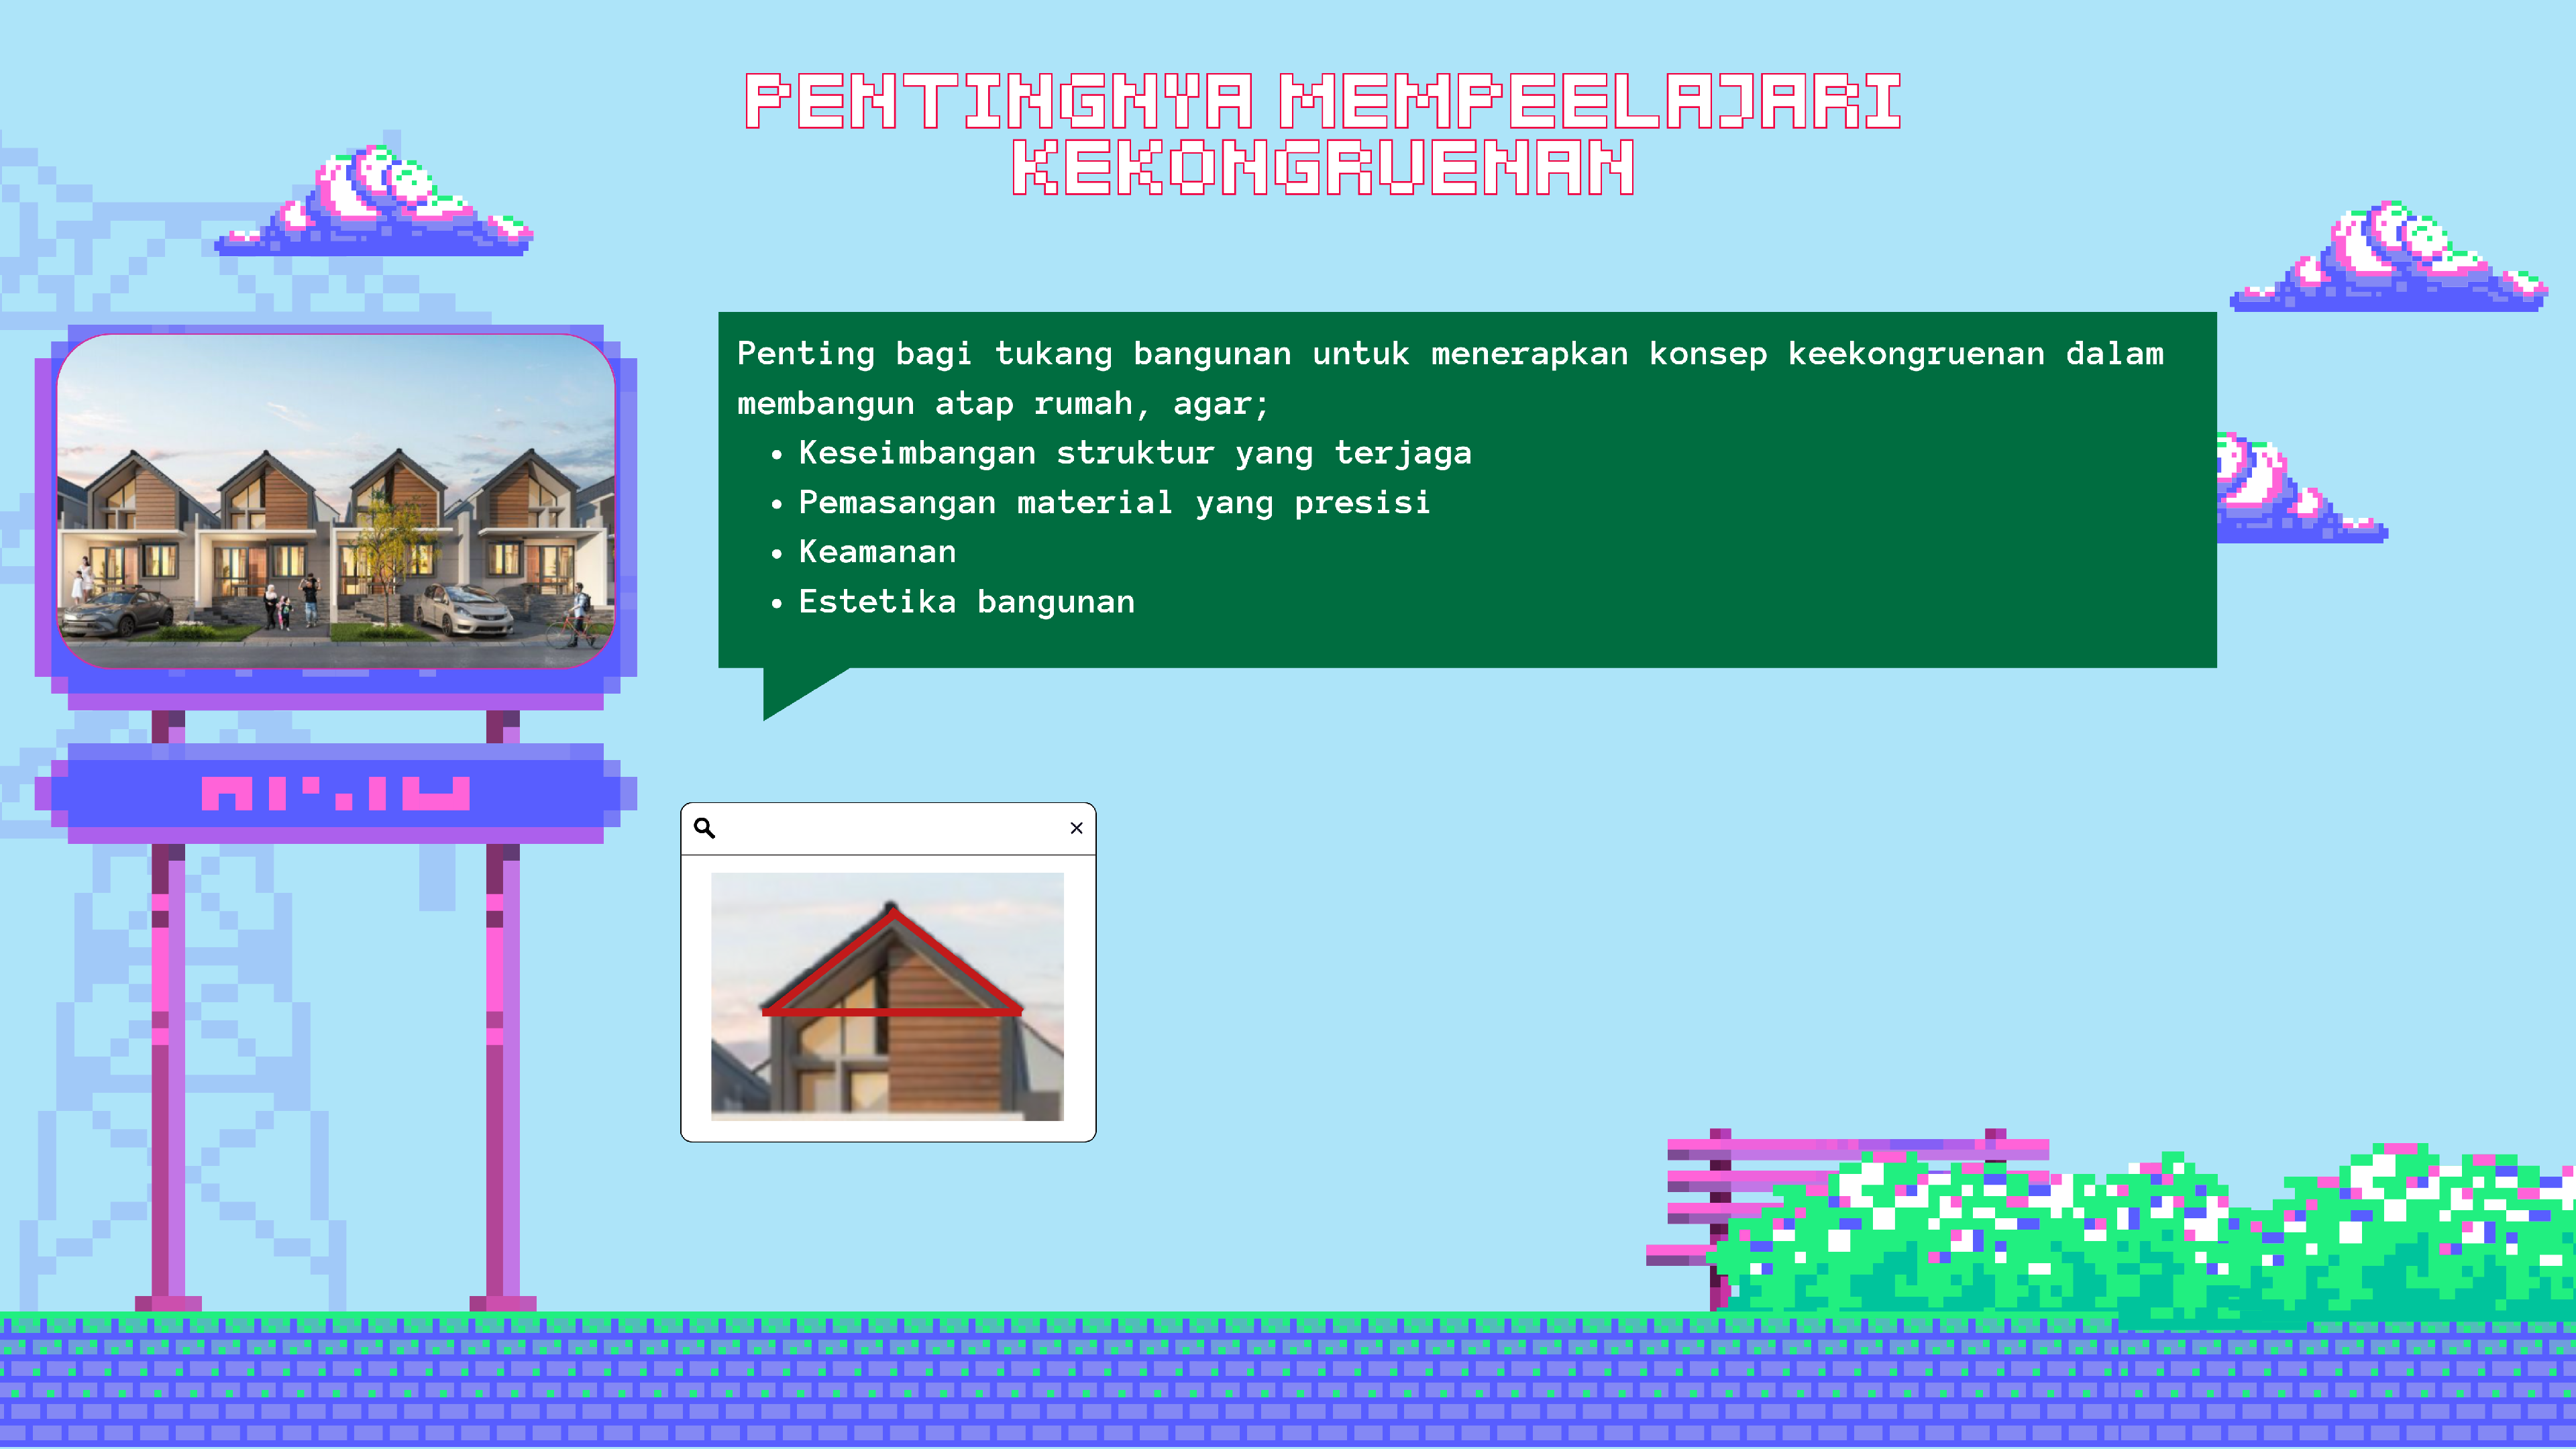 PENTINGNYA MEMPEELAJARI
KEKONGRUENAN
Penting bagi tukang bangunan untuk menerapkan konsep keekongruenan dalam
membangun atap rumah, agar;
• Keseimbangan struktur yang terjaga
• Pemasangan material yang presisi
• Keamanan
• Estetika bangunan